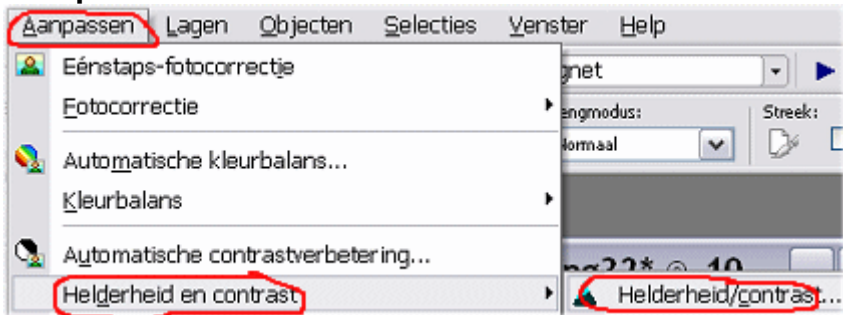 Aanpassen Lagen Objecten Selecties Venster Help
Eénstaps-fotocorrectie
Fotocorrectie
Streek:
Automatische kleurbalans...
Kleurbalans
Automatische contrastverbetering...
Helderheid en contrast Helderheid/contrast...